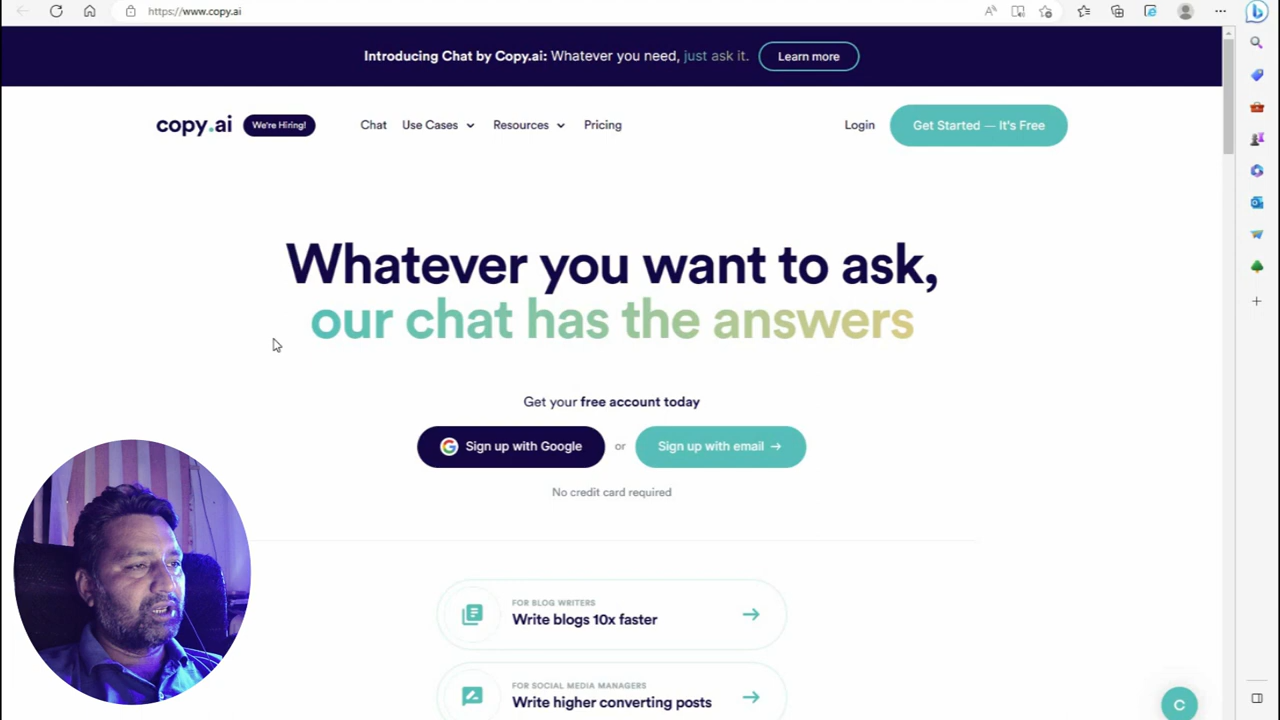 https://www.copy.ai
Introducing Chat by Copy.ai: Whatever you need, just ask it. Learn more
copy.ai We're Hiring! Chat Use Cases Resources Pricing Login Get Started — It's Free
Whatever you want to ask,
our chat has the answers
Get your free account today
Sign up with Google or Sign up with email →
No credit card required
FOR BLOG WRITERS
Write blogs 10x faster
FOR SOCIAL MEDIA MANAGERS
Write higher converting posts
C